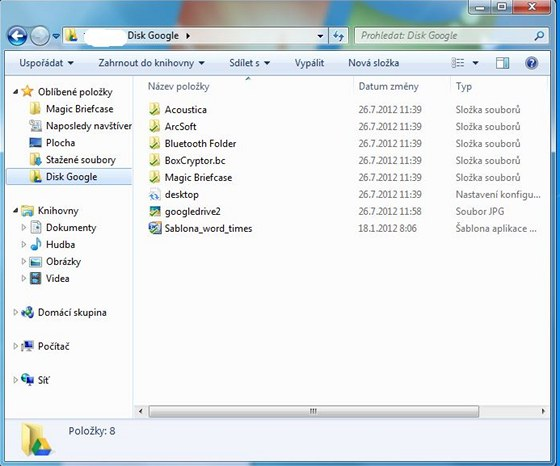 Disk Google
Prohledat: Disk Google
Uspořádat Zahrnout do knihovny Sdílet s Vypálit Nová složka
Oblíbené položky
Magic Briefcase
Naposledy navštíver
Plocha
Stažené soubory
Disk Google
Knihovny
Dokumenty
Hudba
Obrázky
Videa
Domácí skupina
Počítač
Síť
Název položky Datum změny Typ
Acoustica 26.7.2012 11:39 Složka souborů
ArcSoft 26.7.2012 11:39 Složka souborů
Bluetooth Folder 26.7.2012 11:39 Složka souborů
BoxCryptor.bc 26.7.2012 11:39 Složka souborů
Magic Briefcase 26.7.2012 11:39 Složka souborů
desktop 26.7.2012 11:39 Nastavení konfigu...
googledrive2 26.7.2012 11:58 Soubor JPG
Sablona_word_times 18.1.2012 8:06 Šablona aplikace ...
Položky: 8